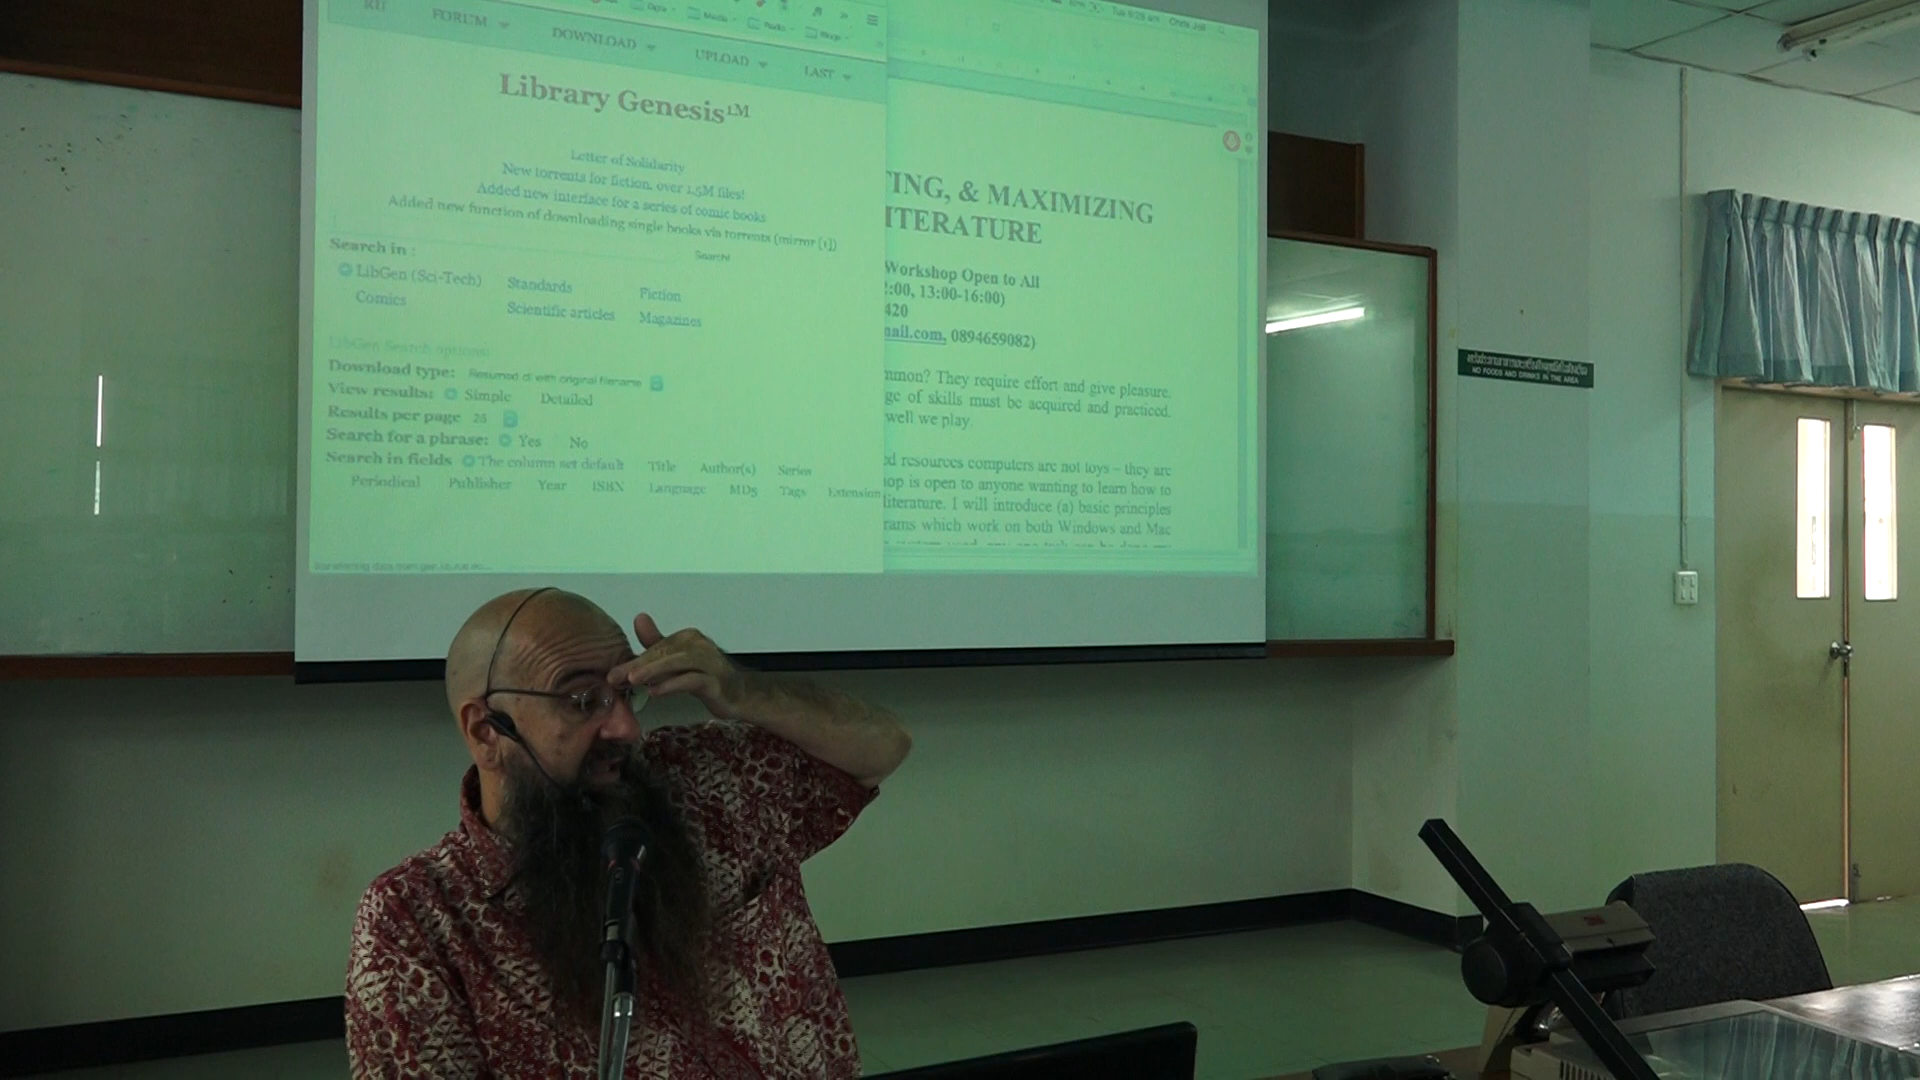 RU FORUM DOWNLOAD UPLOAD LAST
Library Genesis1M
Letter of Solidarity
New torrents for fiction, over 1.5M files!
Added new interface for a series of comic books
Added new function of downloading single books via torrents (mirror [1])
Search!
Search in :
LibGen (Sci-Tech) Standards Fiction
Comics Scientific articles Magazines
LibGen Search options:
Download type: Resumed dl with original filename
View results: Simple Detailed
Results per page 25
Search for a phrase: Yes No
Search in fields The column set default Title Author(s) Series
Periodical Publisher Year ISBN Language MD5 Tags Extension
TING, & MAXIMIZING
ITERATURE
Workshop Open to All
:00, 13:00-16:00)
420
ail.com, 0894659082)
mmon? They require effort and give pleasure.
ge of skills must be acquired and practiced.
well we play.
ed resources computers are not toys – they are
op is open to anyone wanting to learn how to
literature. I will introduce (a) basic principles
rams which work on both Windows and Mac
NO FOODS AND DRINKS IN THE AREA